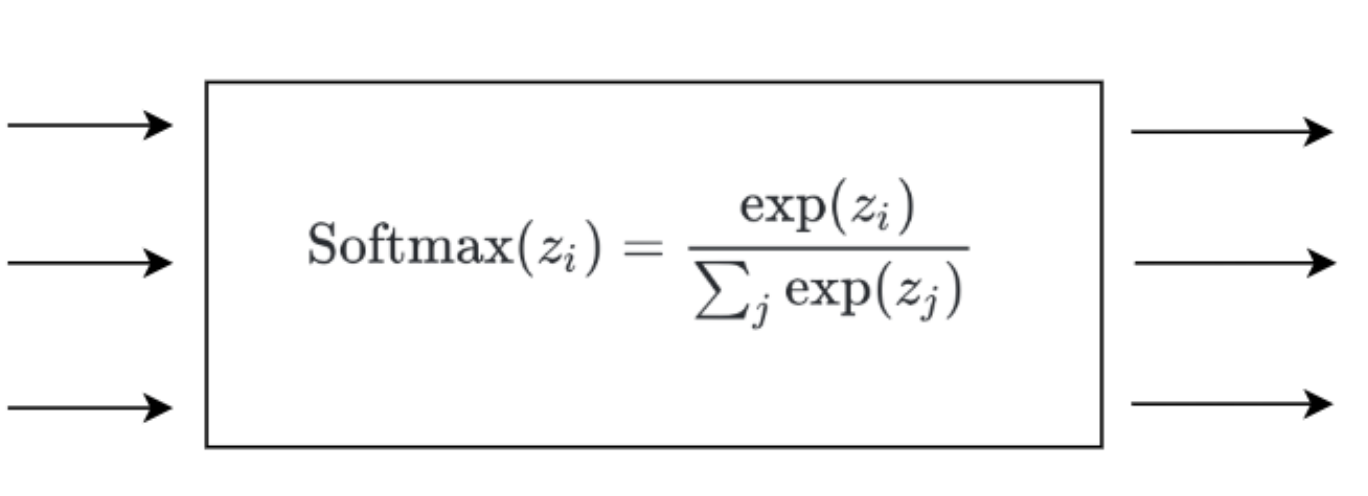 Softmax(z_i) = exp(z_i) / ∑_j exp(z_j)